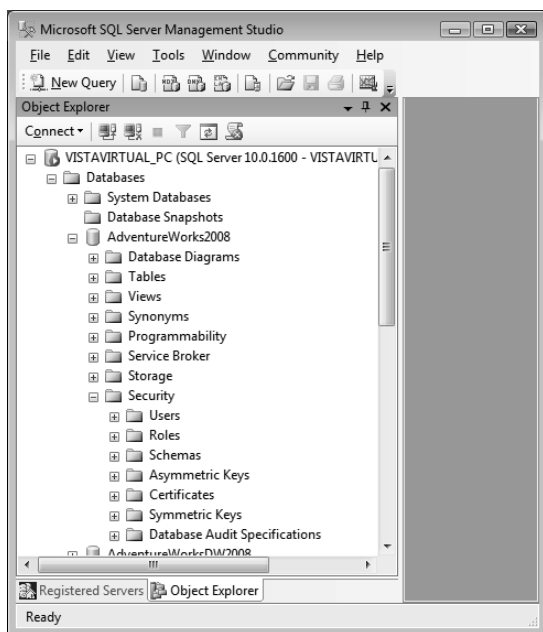 Microsoft SQL Server Management Studio
File Edit View Tools Window Community Help
New Query
Object Explorer
Connect
VISTAVIRTUAL_PC (SQL Server 10.0.1600 - VISTAVIRTU
Databases
System Databases
Database Snapshots
AdventureWorks2008
Database Diagrams
Tables
Views
Synonyms
Programmability
Service Broker
Storage
Security
Users
Roles
Schemas
Asymmetric Keys
Certificates
Symmetric Keys
Database Audit Specifications
AdventureWorksDW2008
Registered Servers Object Explorer
Ready